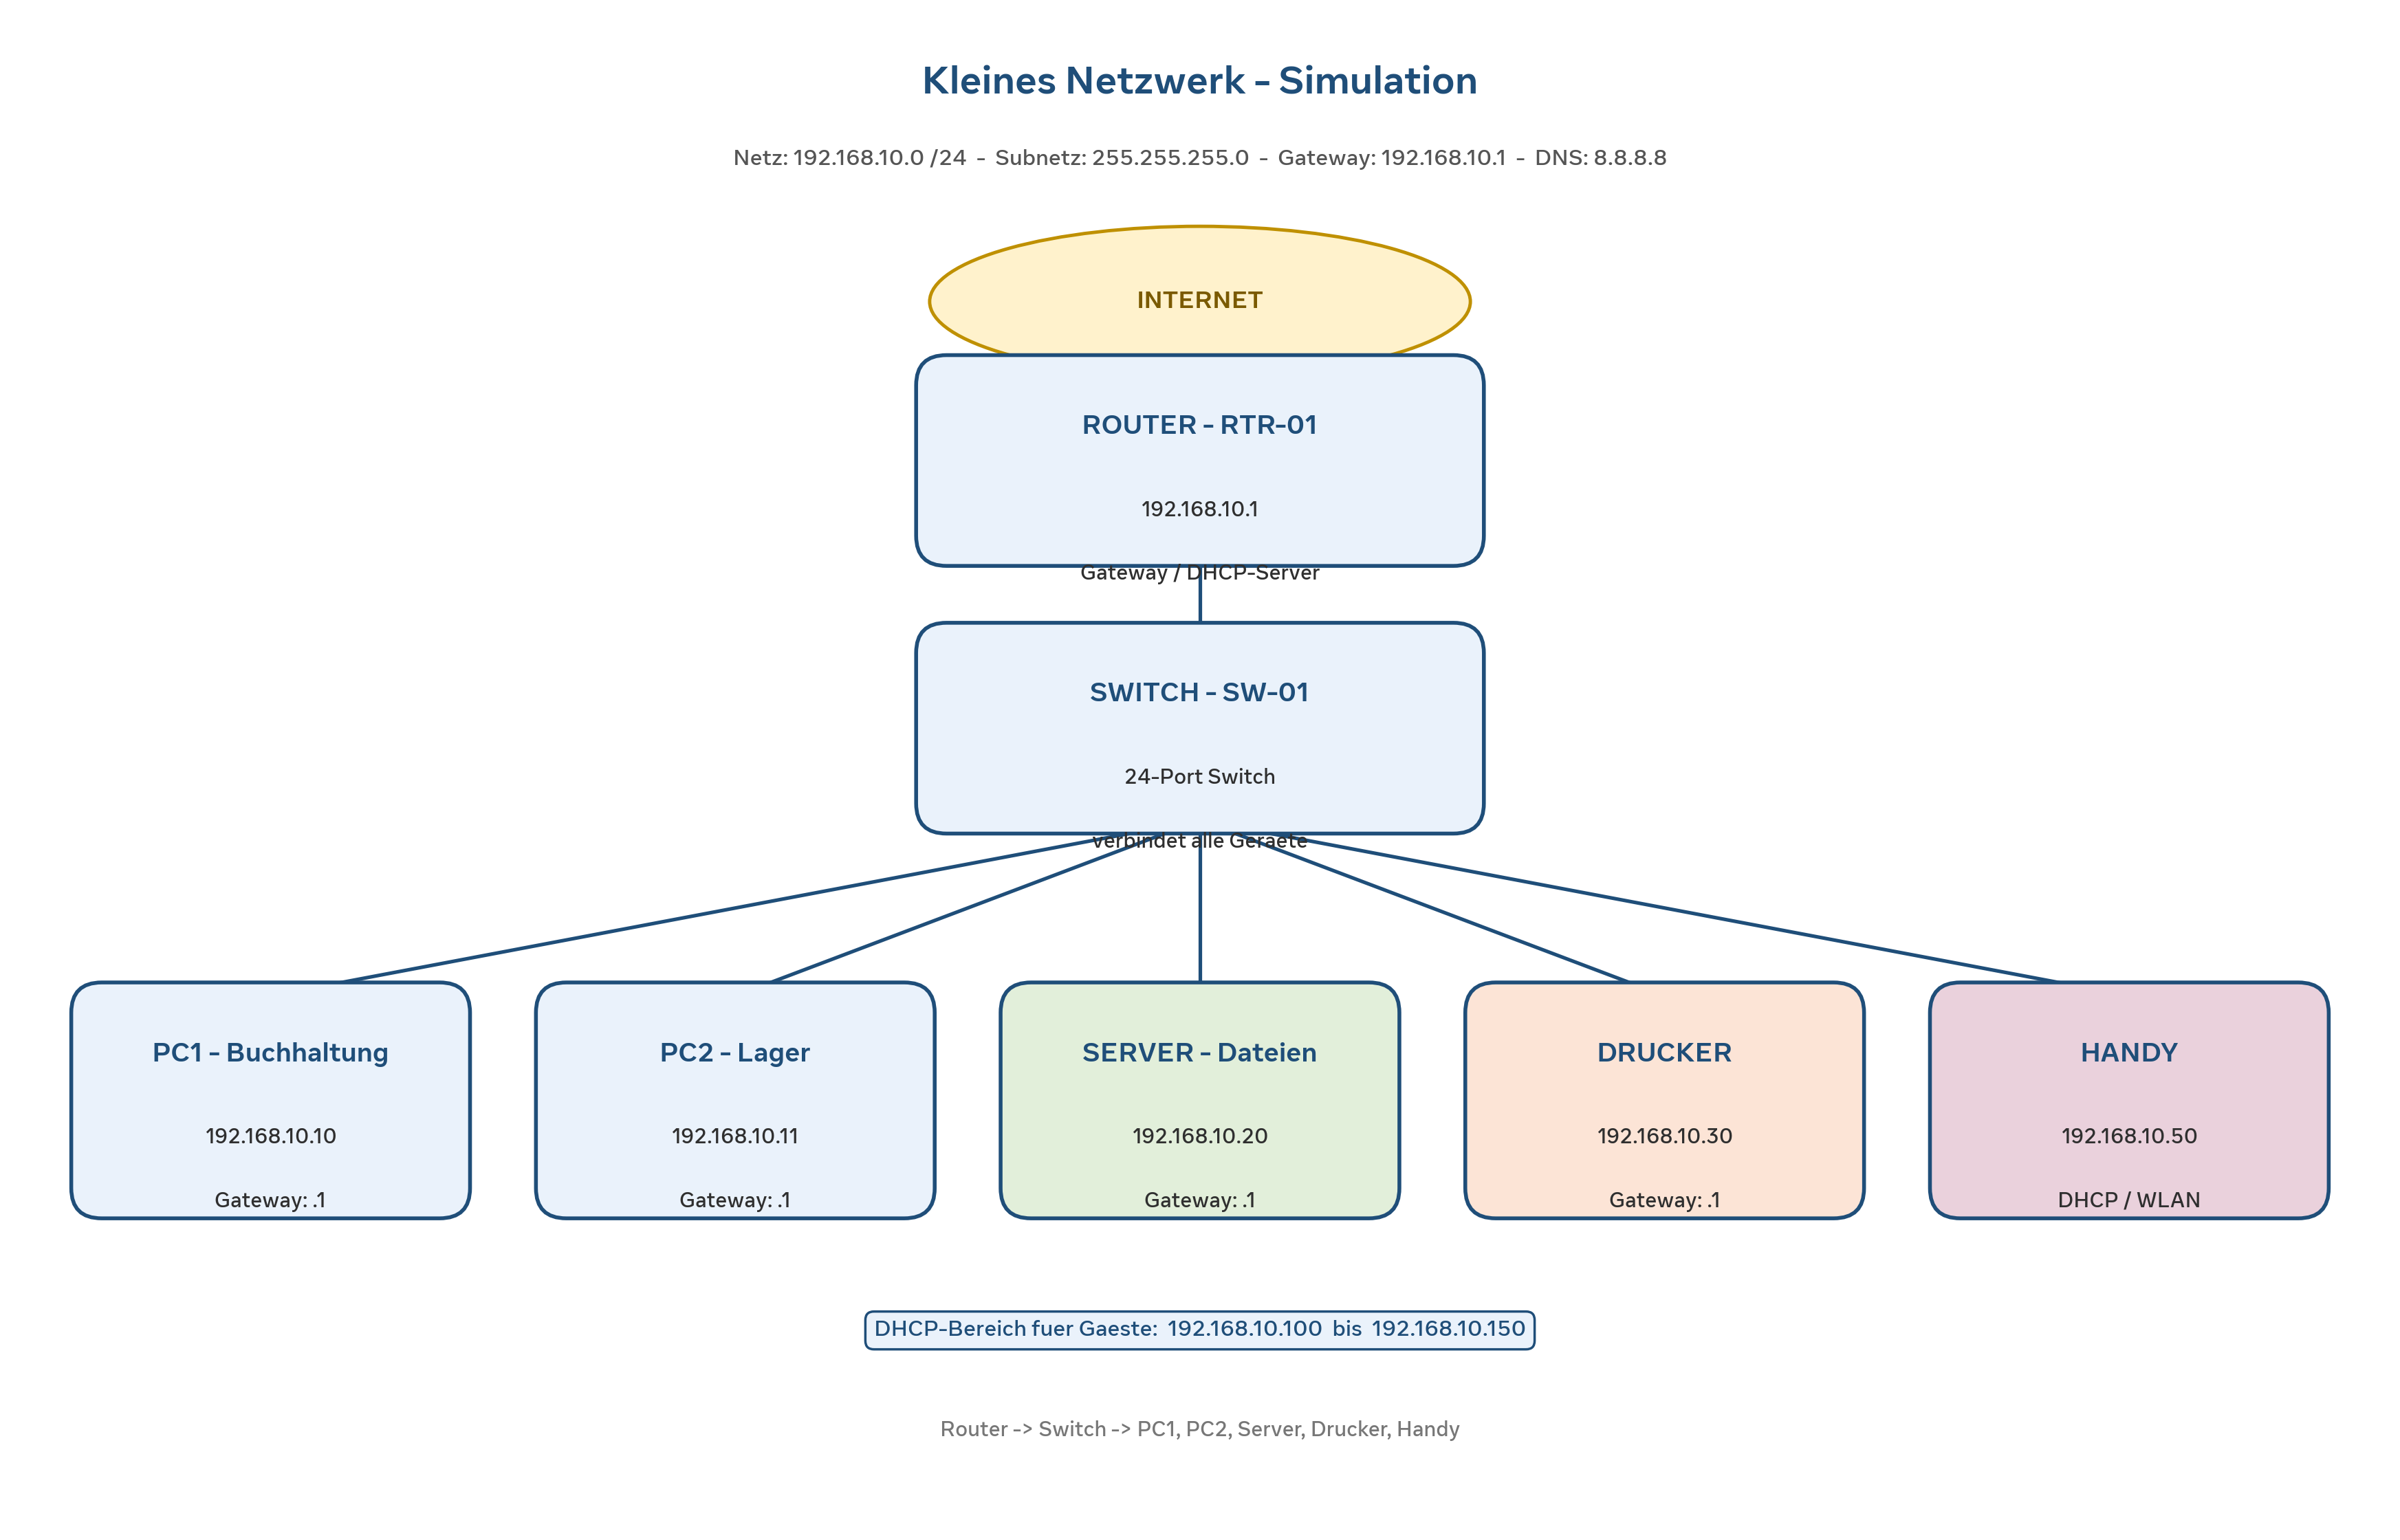 Kleines Netzwerk - Simulation
Netz: 192.168.10.0 /24 - Subnetz: 255.255.255.0 - Gateway: 192.168.10.1 - DNS: 8.8.8.8
INTERNET
ROUTER - RTR-01
192.168.10.1
Gateway / DHCP-Server
SWITCH - SW-01
24-Port Switch
verbindet alle Geraete
PC1 - Buchhaltung
192.168.10.10
Gateway: .1
PC2 - Lager
192.168.10.11
Gateway: .1
SERVER - Dateien
192.168.10.20
Gateway: .1
DRUCKER
192.168.10.30
Gateway: .1
HANDY
192.168.10.50
DHCP / WLAN
DHCP-Bereich fuer Gaeste: 192.168.10.100 bis 192.168.10.150
Router -> Switch -> PC1, PC2, Server, Drucker, Handy